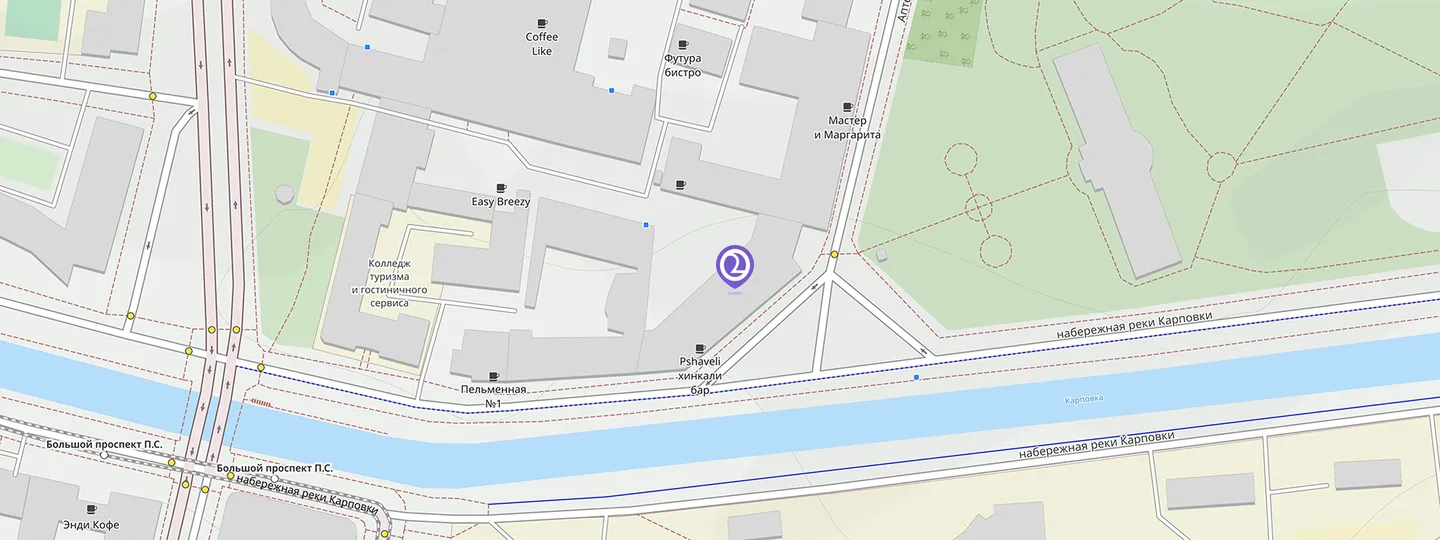 Апте
Coffee
Like
Футура
бистро
Мастер
и Маргарита
Easy Breezy
Колледж
туризма
и гостиничного
сервиса
набережная реки Карповки
Pshaveli
хинкали
бар
Пельменная
№1
Карповка
набережная реки Карповки
Большой проспект П.С.
Большой проспект П.С.
набережная реки Карповки
Энди Кофе